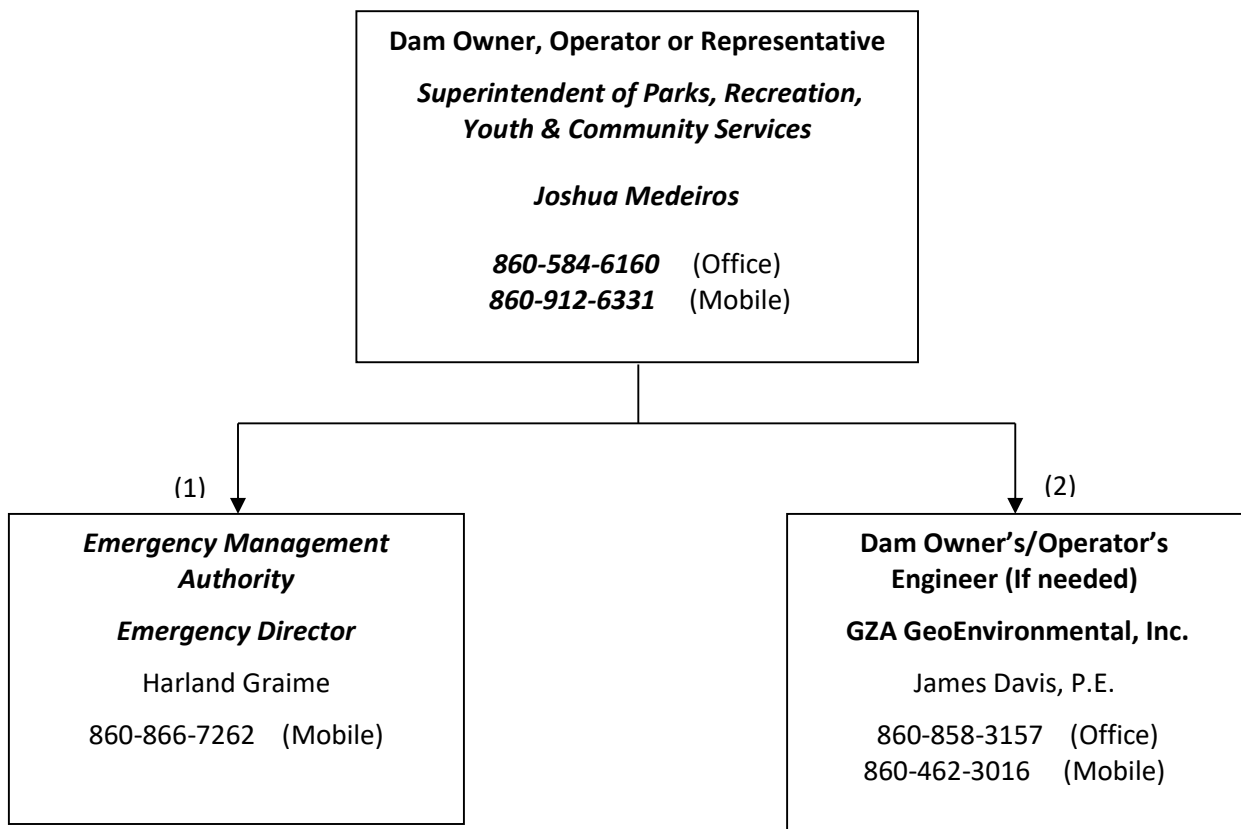 Dam Owner, Operator or Representative
Superintendent of Parks, Recreation,
Youth & Community Services
Joshua Medeiros
860-584-6160 (Office)
860-912-6331 (Mobile)
(1)
(2)
Emergency Management
Authority
Emergency Director
Harland Graime
860-866-7262 (Mobile)
Dam Owner’s/Operator’s
Engineer (If needed)
GZA GeoEnvironmental, Inc.
James Davis, P.E.
860-858-3157 (Office)
860-462-3016 (Mobile)